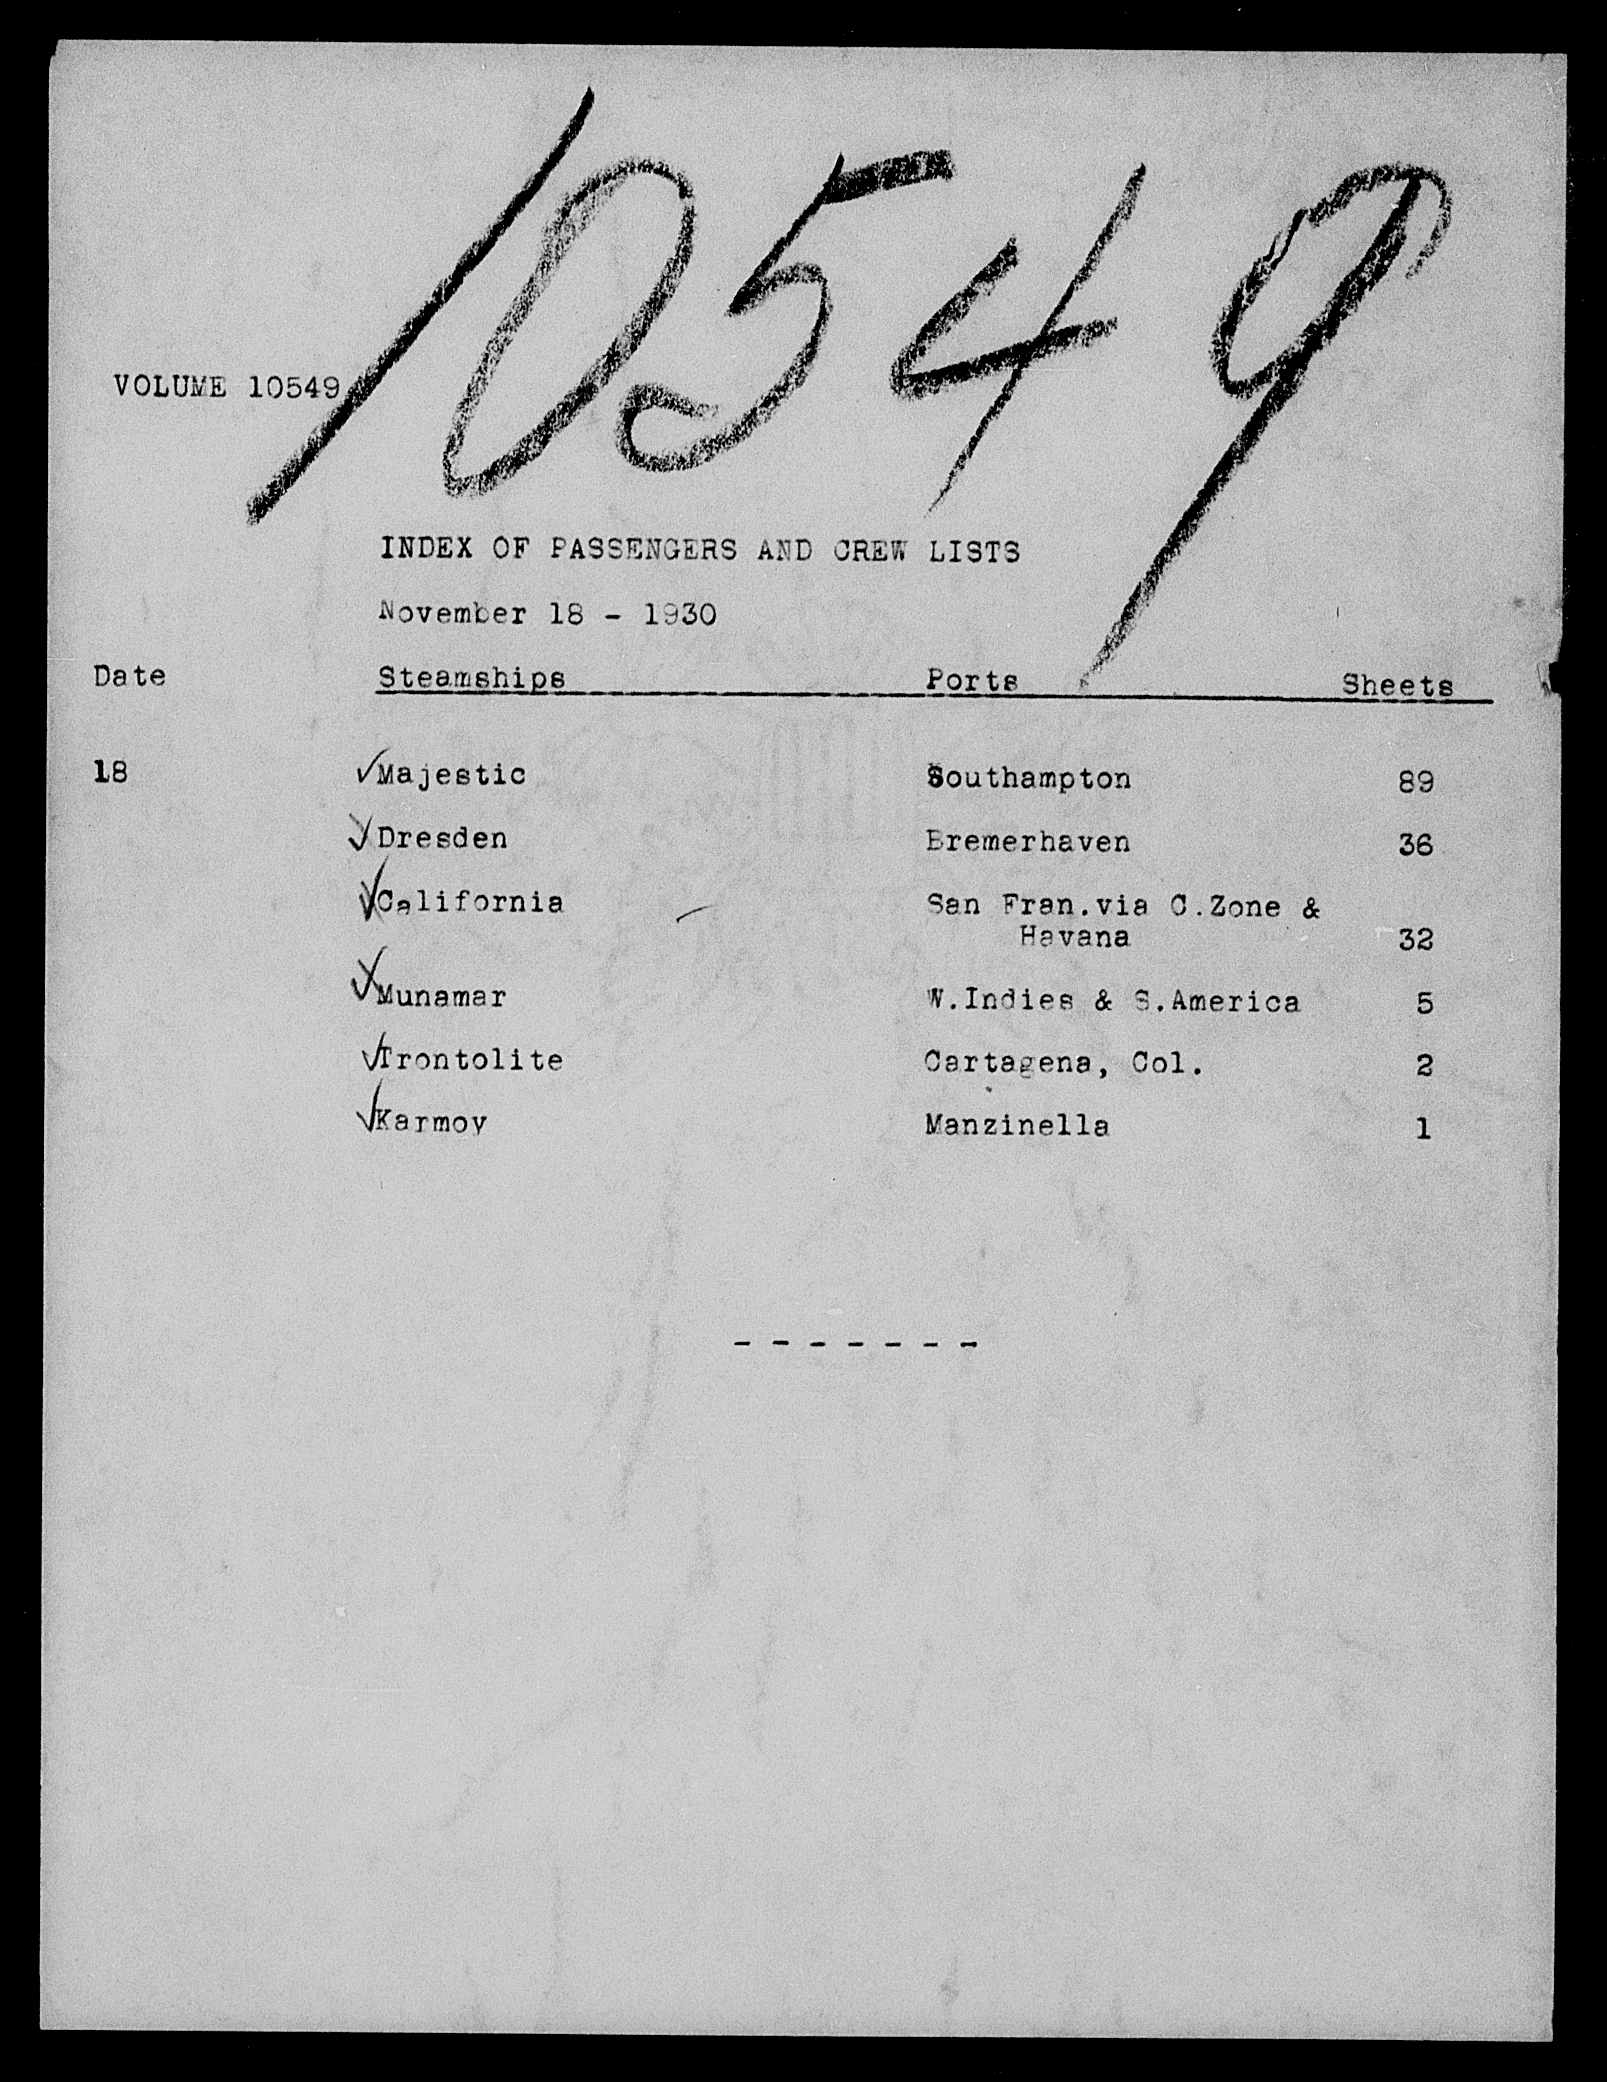 10549
VOLUME 10549
INDEX OF PASSENGERS AND CREW LISTS
November 18 - 1930
Date Steamships Ports Sheets
18 ✓Majestic Southampton 89
✓Dresden Bremerhaven 36
✓California San Fran.via C.Zone &
Havana 32
✓Munamar W.Indies & S.America 5
✓Trontolite Cartagena, Col. 2
✓Karmoy Manzinella 1
- - - - - - -